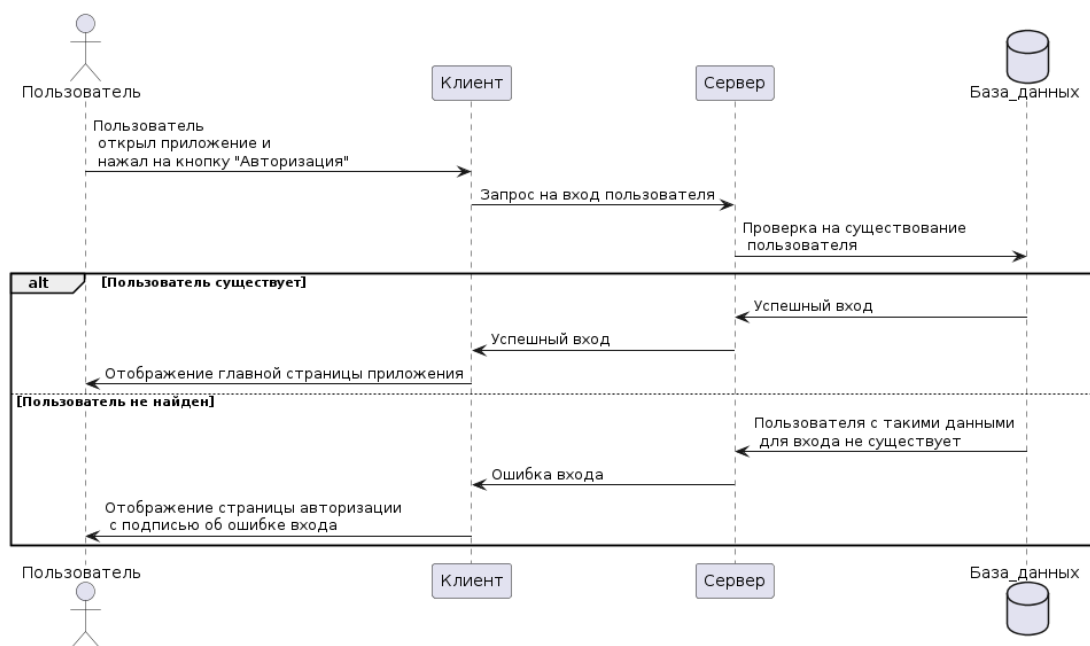 Пользователь
Клиент
Сервер
База_данных
Пользователь
открыл приложение и
нажал на кнопку "Авторизация"
Запрос на вход пользователя
Проверка на существование
пользователя
alt
[Пользователь существует]
Успешный вход
Успешный вход
Отображение главной страницы приложения
[Пользователь не найден]
Пользователя с такими данными
для входа не существует
Ошибка входа
Отображение страницы авторизации
с подписью об ошибке входа
Пользователь
Клиент
Сервер
База_данных